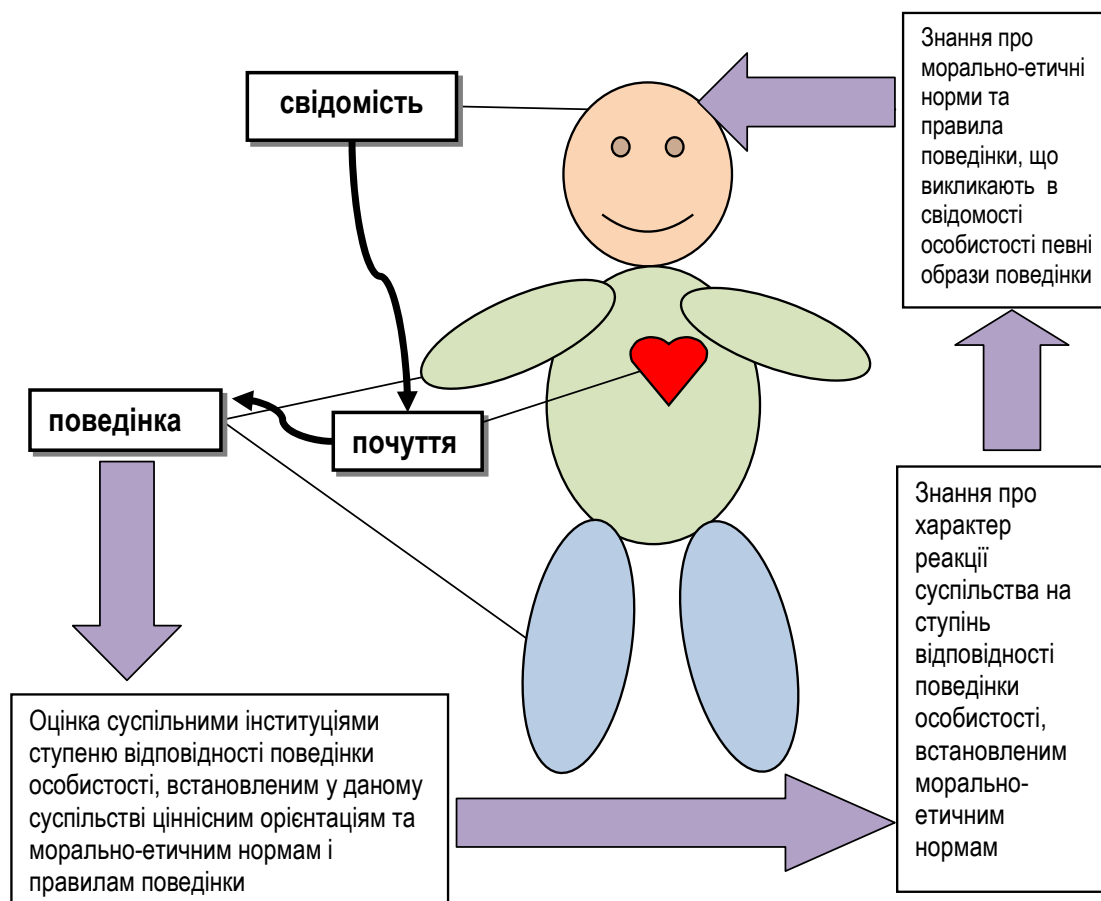 свідомість
Знання про
морально-етичні
норми та
правила
поведінки, що
викликають в
свідомості
особистості певні
образи поведінки
поведінка
почуття
Знання про
характер
реакції
суспільства на
ступінь
відповідності
поведінки
особистості,
встановленим
морально-
етичним
нормам
Оцінка суспільними інституціями
ступеню відповідності поведінки
особистості, встановленим у даному
суспільстві ціннісним орієнтаціям та
морально-етичним нормам і
правилам поведінки